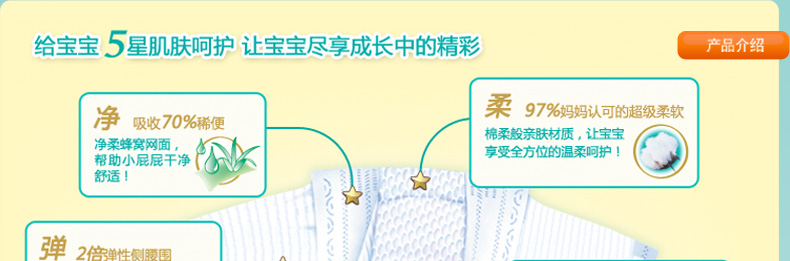 给宝宝5星肌肤呵护 让宝宝尽享成长中的精彩
产品介绍
净 吸收70%稀便
净柔蜂窝网面，
帮助小屁屁干净
舒适！
柔 97%妈妈认可的超级柔软
棉柔般亲肤材质，让宝宝
享受全方位的温柔呵护！
弹 2倍弹性侧腰围